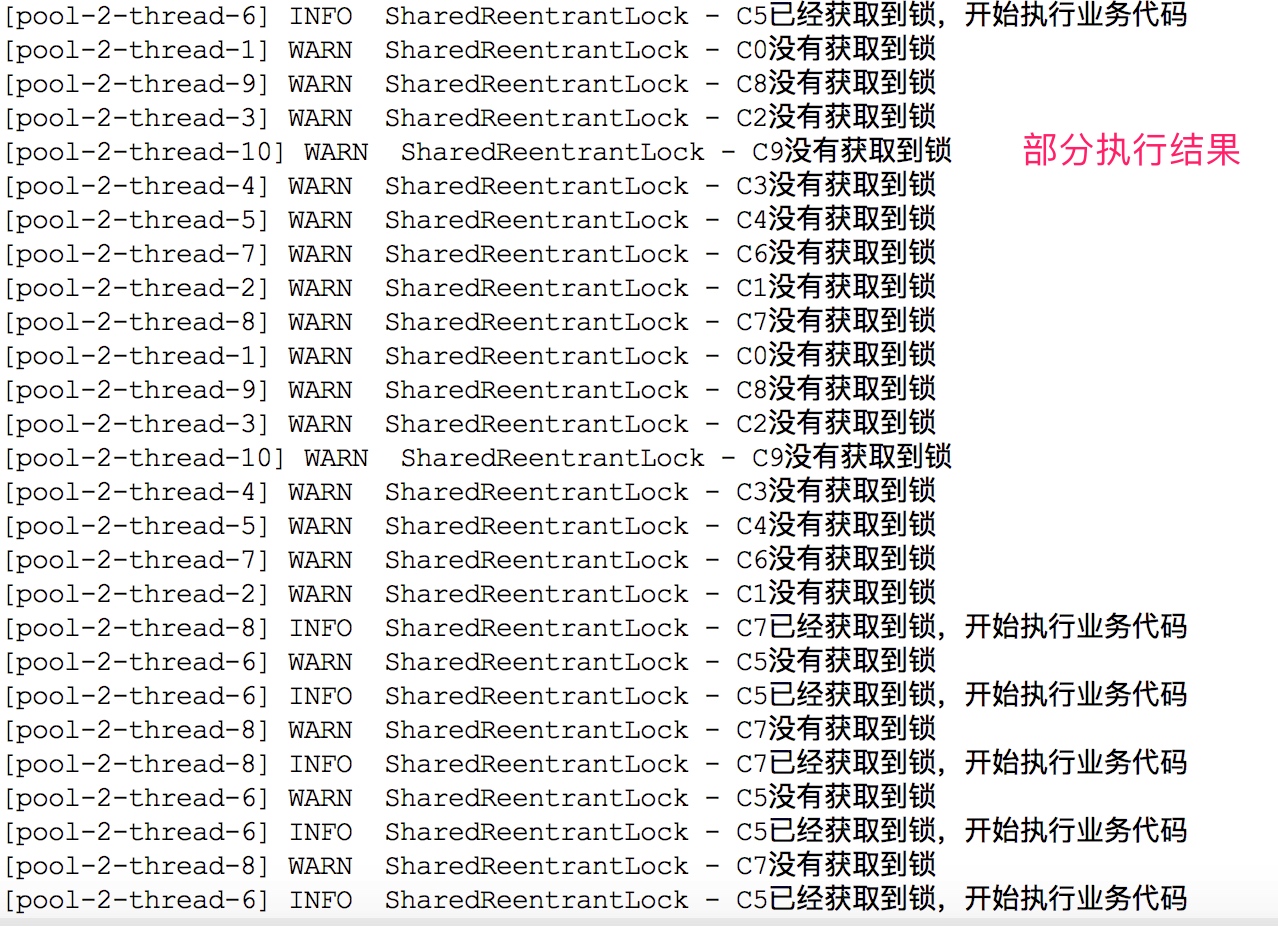 [pool-2-thread-6] INFO  SharedReentrantLock - C5已经获取到锁，开始执行业务代码
[pool-2-thread-1] WARN  SharedReentrantLock - C0没有获取到锁
[pool-2-thread-9] WARN  SharedReentrantLock - C8没有获取到锁
[pool-2-thread-3] WARN  SharedReentrantLock - C2没有获取到锁
[pool-2-thread-10] WARN  SharedReentrantLock - C9没有获取到锁
部分执行结果
[pool-2-thread-4] WARN  SharedReentrantLock - C3没有获取到锁
[pool-2-thread-5] WARN  SharedReentrantLock - C4没有获取到锁
[pool-2-thread-7] WARN  SharedReentrantLock - C6没有获取到锁
[pool-2-thread-2] WARN  SharedReentrantLock - C1没有获取到锁
[pool-2-thread-8] WARN  SharedReentrantLock - C7没有获取到锁
[pool-2-thread-1] WARN  SharedReentrantLock - C0没有获取到锁
[pool-2-thread-9] WARN  SharedReentrantLock - C8没有获取到锁
[pool-2-thread-3] WARN  SharedReentrantLock - C2没有获取到锁
[pool-2-thread-10] WARN  SharedReentrantLock - C9没有获取到锁
[pool-2-thread-4] WARN  SharedReentrantLock - C3没有获取到锁
[pool-2-thread-5] WARN  SharedReentrantLock - C4没有获取到锁
[pool-2-thread-7] WARN  SharedReentrantLock - C6没有获取到锁
[pool-2-thread-2] WARN  SharedReentrantLock - C1没有获取到锁
[pool-2-thread-8] INFO  SharedReentrantLock - C7已经获取到锁，开始执行业务代码
[pool-2-thread-6] WARN  SharedReentrantLock - C5没有获取到锁
[pool-2-thread-6] INFO  SharedReentrantLock - C5已经获取到锁，开始执行业务代码
[pool-2-thread-8] WARN  SharedReentrantLock - C7没有获取到锁
[pool-2-thread-8] INFO  SharedReentrantLock - C7已经获取到锁，开始执行业务代码
[pool-2-thread-6] WARN  SharedReentrantLock - C5没有获取到锁
[pool-2-thread-6] INFO  SharedReentrantLock - C5已经获取到锁，开始执行业务代码
[pool-2-thread-8] WARN  SharedReentrantLock - C7没有获取到锁
[pool-2-thread-6] INFO  SharedReentrantLock - C5已经获取到锁，开始执行业务代码